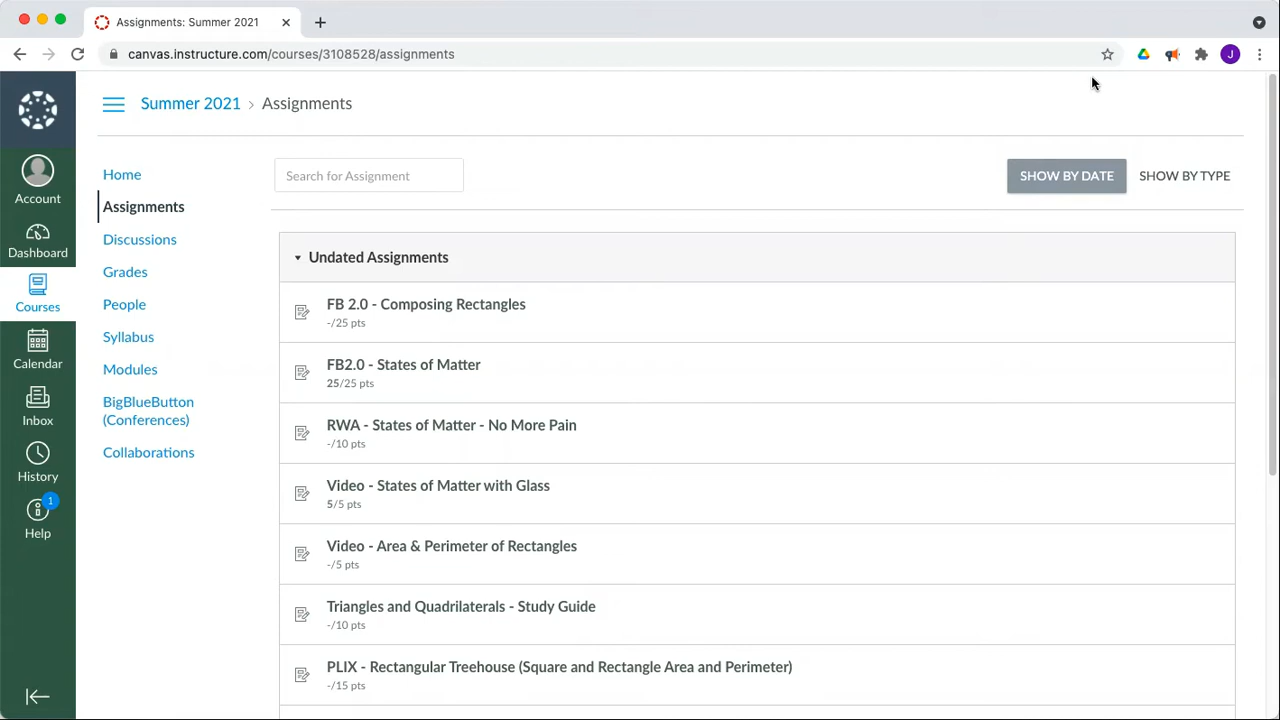 Assignments: Summer 2021
canvas.instructure.com/courses/3108528/assignments
J
Summer 2021 › Assignments
Account
Dashboard
Courses
Calendar
Inbox
History
1
Help
Home
Assignments
Discussions
Grades
People
Syllabus
Modules
BigBlueButton
(Conferences)
Collaborations
Search for Assignment
SHOW BY DATE
SHOW BY TYPE
Undated Assignments
FB 2.0 - Composing Rectangles
-/25 pts
FB2.0 - States of Matter
25/25 pts
RWA - States of Matter - No More Pain
-/10 pts
Video - States of Matter with Glass
5/5 pts
Video - Area & Perimeter of Rectangles
-/5 pts
Triangles and Quadrilaterals - Study Guide
-/10 pts
PLIX - Rectangular Treehouse (Square and Rectangle Area and Perimeter)
-/15 pts